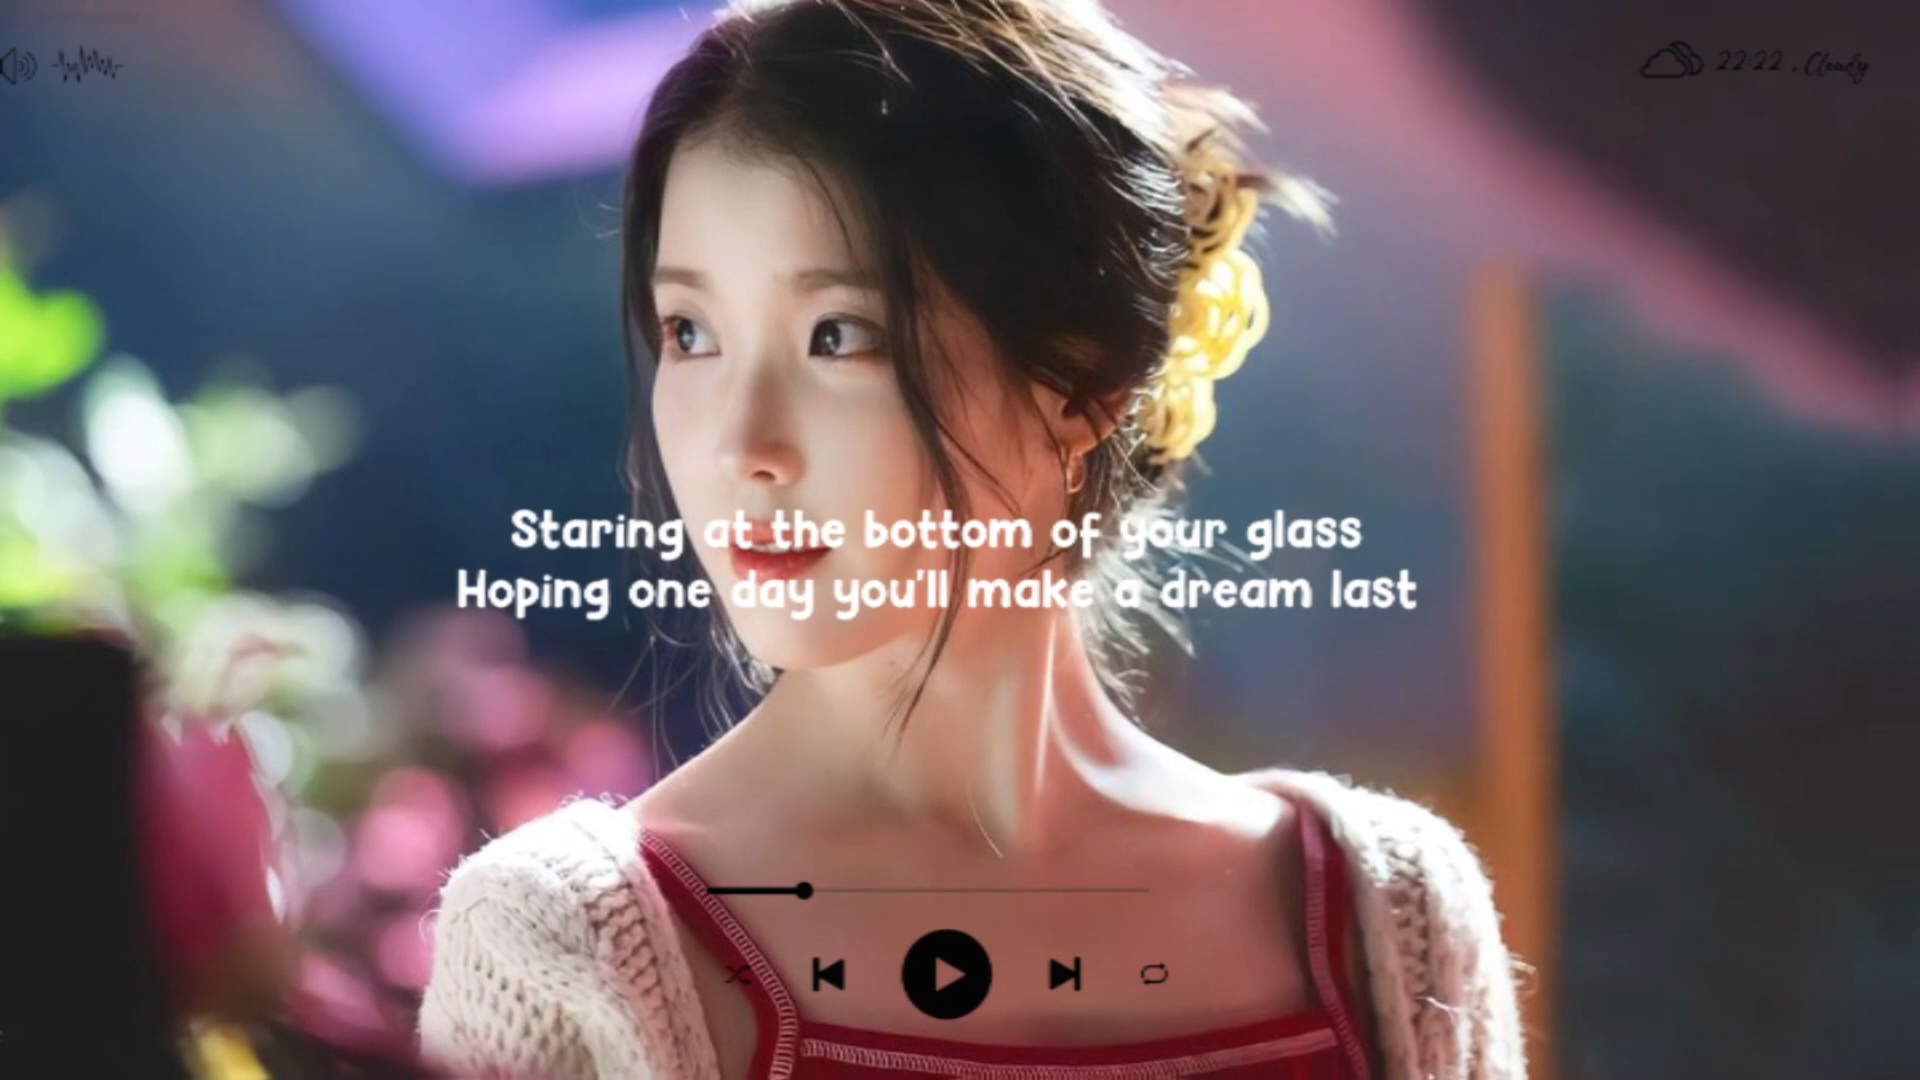 22:22 . Cloudy
Staring at the bottom of your glass
Hoping one day you'll make a dream last